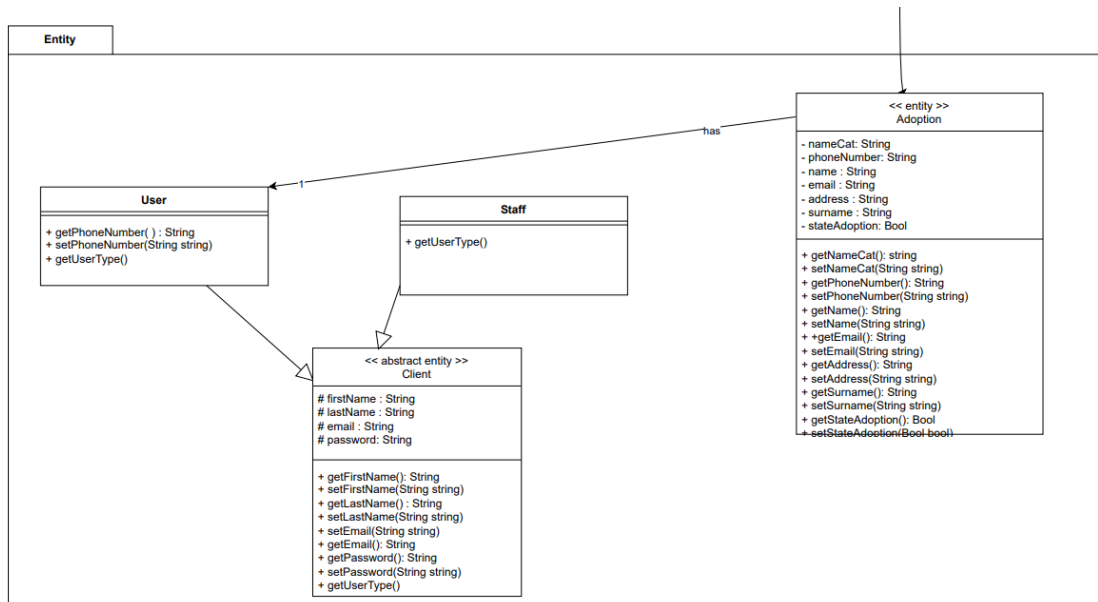 Entity
<< entity >>
Adoption
- nameCat: String
- phoneNumber: String
- name : String
- email : String
- address : String
- surname : String
- stateAdoption: Bool
+ getNameCat(): string
+ setNameCat(String string)
+ getPhoneNumber(): String
+ setPhoneNumber(String string)
+ getName(): String
+ setName(String string)
+ +getEmail(): String
+ setEmail(String string)
+ getAddress(): String
+ setAddress(String string)
+ getSurname(): String
+ setSurname(String string)
+ getStateAdoption(): Bool
+ setStateAdoption(Bool bool)
has
1
User
+ getPhoneNumber( ) : String
+ setPhoneNumber(String string)
+ getUserType()
Staff
+ getUserType()
<< abstract entity >>
Client
# firstName : String
# lastName : String
# email : String
# password: String
+ getFirstName(): String
+ setFirstName(String string)
+ getLastName() : String
+ setLastName(String string)
+ setEmail(String string)
+ getEmail(): String
+ getPassword(): String
+ setPassword(String string)
+ getUserType()